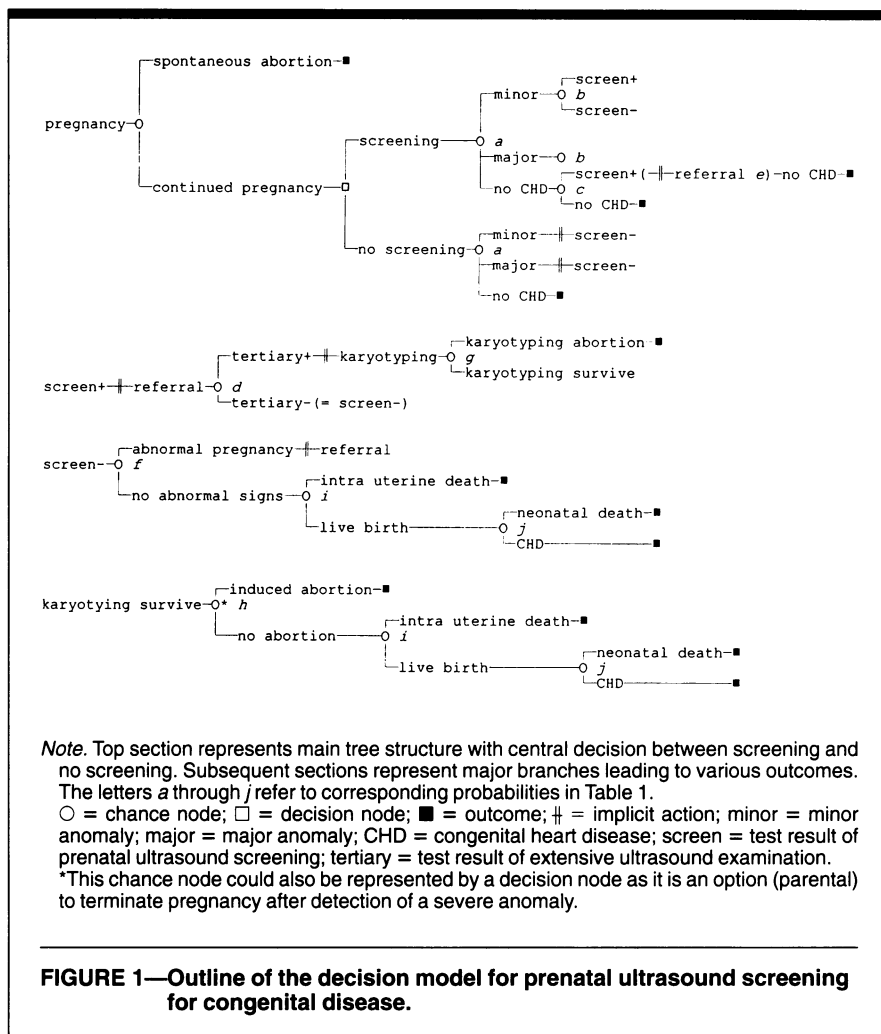 spontaneous abortion
screen+
minor b
screen-
pregnancy
screening a
major b
screen+ (referral e)-no CHD
continued pregnancy
no CHD c
no CHD
minor screen-
no screening a
major screen-
no CHD
karyotyping abortion
tertiary+ karyotyping g
karyotyping survive
screen+ referral d
tertiary- (= screen-)
abnormal pregnancy referral
screen- f
intra uterine death
no abnormal signs i
neonatal death
live birth j
CHD
induced abortion
karyotying survive * h
intra uterine death
no abortion i
neonatal death
live birth j
CHD
Note. Top section represents main tree structure with central decision between screening and
no screening. Subsequent sections represent major branches leading to various outcomes.
The letters a through j refer to corresponding probabilities in Table 1.
○ = chance node; □ = decision node; ■ = outcome; ╫ = implicit action; minor = minor
anomaly; major = major anomaly; CHD = congenital heart disease; screen = test result of
prenatal ultrasound screening; tertiary = test result of extensive ultrasound examination.
*This chance node could also be represented by a decision node as it is an option (parental)
to terminate pregnancy after detection of a severe anomaly.
FIGURE 1—Outline of the decision model for prenatal ultrasound screening
for congenital disease.